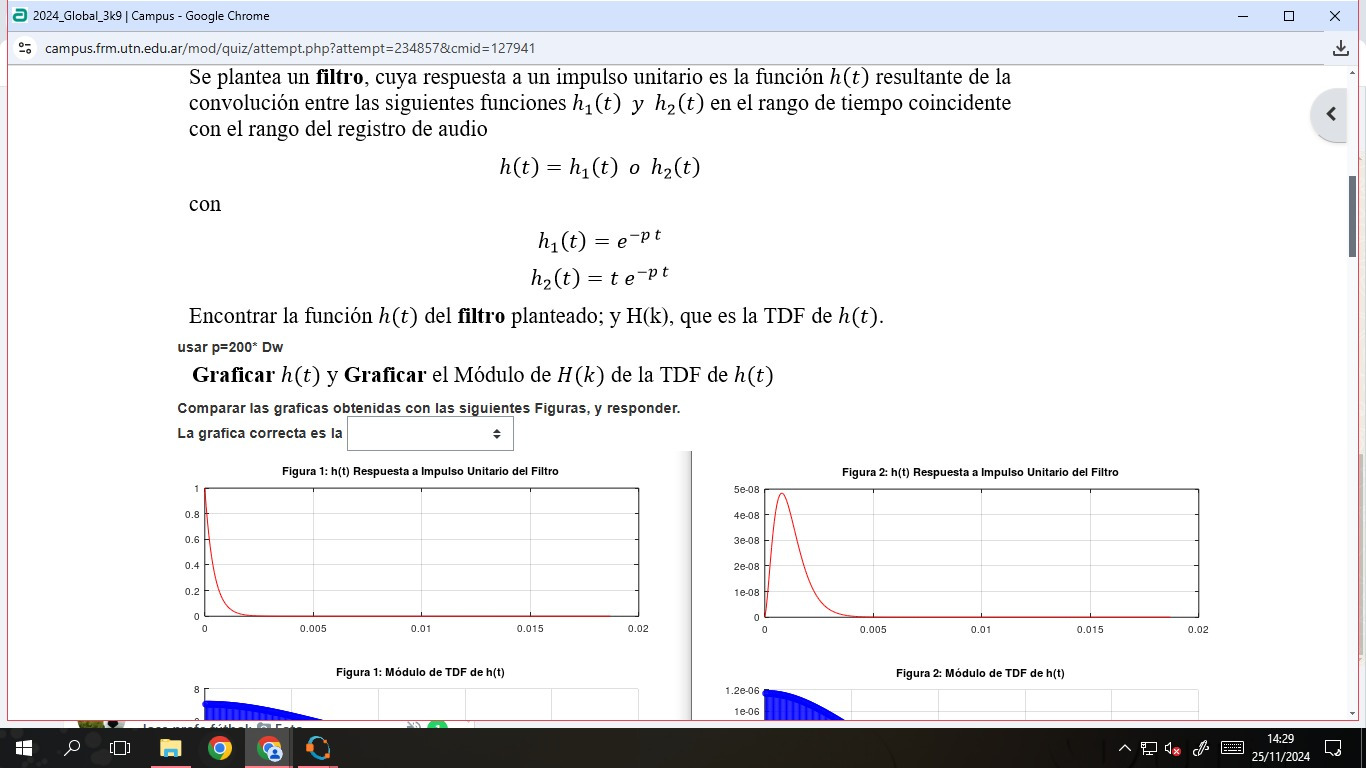 2024_Global_3k9 | Campus - Google Chrome
campus.frm.utn.edu.ar/mod/quiz/attempt.php?attempt=234857&cmid=127941
Se plantea un filtro, cuya respuesta a un impulso unitario es la función h(t) resultante de la
convolución entre las siguientes funciones h₁(t) y h₂(t) en el rango de tiempo coincidente
con el rango del registro de audio
h(t) = h₁(t) o h₂(t)
con
h₁(t) = e^{-p t}
h₂(t) = t e^{-p t}
Encontrar la función h(t) del filtro planteado; y H(k), que es la TDF de h(t).
usar p=200* Dw
Graficar h(t) y Graficar el Módulo de H(k) de la TDF de h(t)
Comparar las graficas obtenidas con las siguientes Figuras, y responder.
La grafica correcta es la
Figura 1: h(t) Respuesta a Impulso Unitario del Filtro
1
0.8
0.6
0.4
0.2
0
0 0.005 0.01 0.015 0.02
Figura 1: Módulo de TDF de h(t)
8
Figura 2: h(t) Respuesta a Impulso Unitario del Filtro
5e-08
4e-08
3e-08
2e-08
1e-08
0
0 0.005 0.01 0.015 0.02
Figura 2: Módulo de TDF de h(t)
1.2e-06
1e-06
14:29
25/11/2024